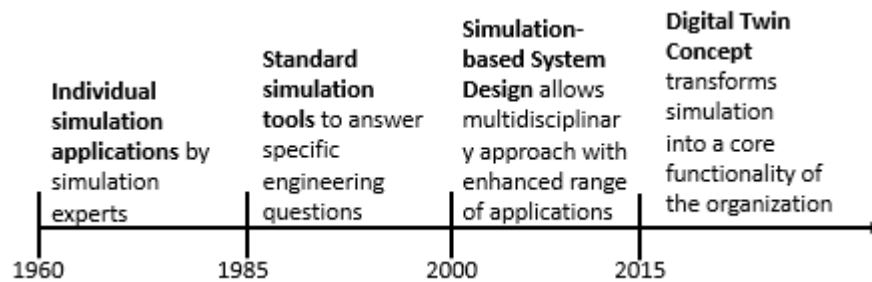 Individual
simulation
applications by
simulation
experts
Standard
simulation
tools to answer
specific
engineering
questions
Simulation-
based System
Design allows
multidisciplinar
y approach with
enhanced range
of applications
Digital Twin
Concept
transforms
simulation
into a core
functionality of
the organization
1960
1985
2000
2015